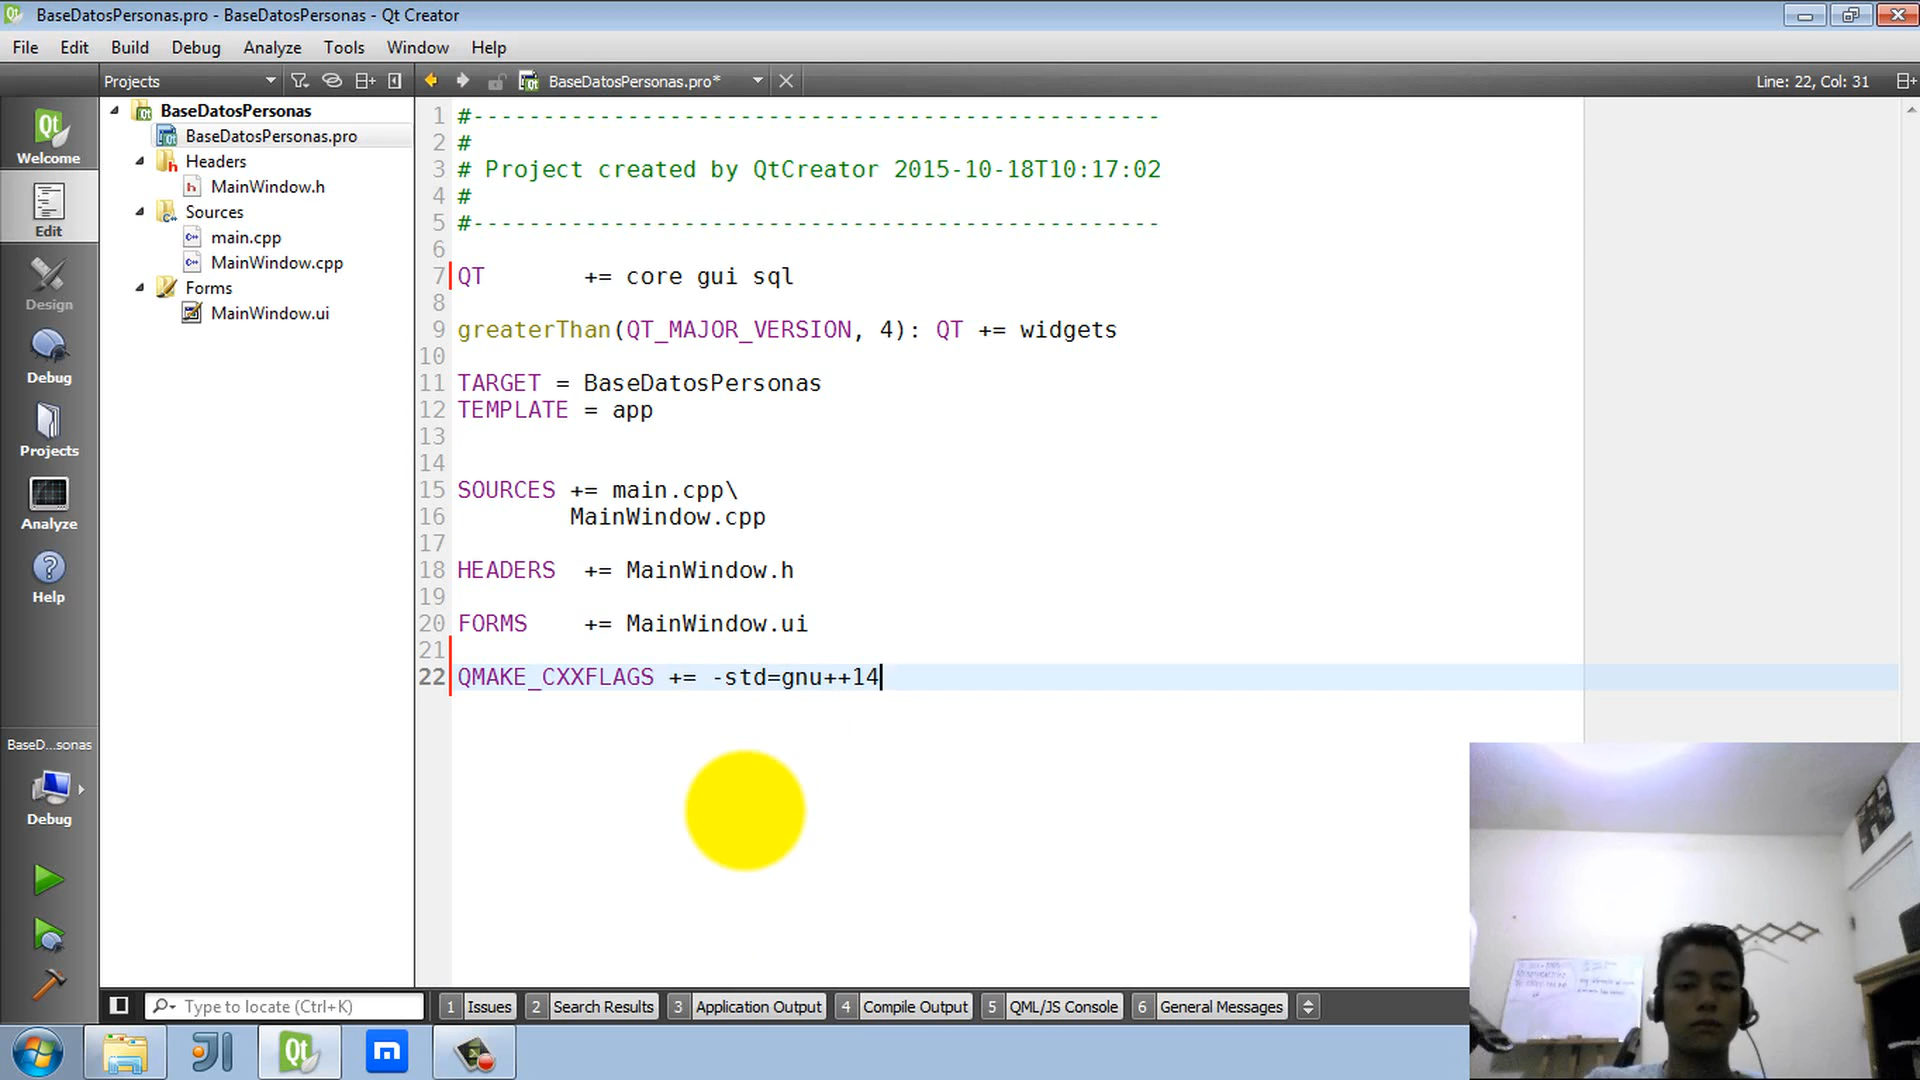 BaseDatosPersonas.pro - BaseDatosPersonas - Qt Creator
File Edit Build Debug Analyze Tools Window Help
Projects
BaseDatosPersonas.pro*
Line: 22, Col: 31
Welcome
Edit
Design
Debug
Projects
Analyze
Help
BaseD...sonas
Debug
BaseDatosPersonas
BaseDatosPersonas.pro
Headers
MainWindow.h
Sources
main.cpp
MainWindow.cpp
Forms
MainWindow.ui
1 #-------------------------------------------------
2 #
3 # Project created by QtCreator 2015-10-18T10:17:02
4 #
5 #-------------------------------------------------
6
7 QT       += core gui sql
8
9 greaterThan(QT_MAJOR_VERSION, 4): QT += widgets
10
11 TARGET = BaseDatosPersonas
12 TEMPLATE = app
13
14
15 SOURCES += main.cpp\
16         MainWindow.cpp
17
18 HEADERS  += MainWindow.h
19
20 FORMS    += MainWindow.ui
21
22 QMAKE_CXXFLAGS += -std=gnu++14
Type to locate (Ctrl+K)
1 Issues 2 Search Results 3 Application Output 4 Compile Output 5 QML/JS Console 6 General Messages